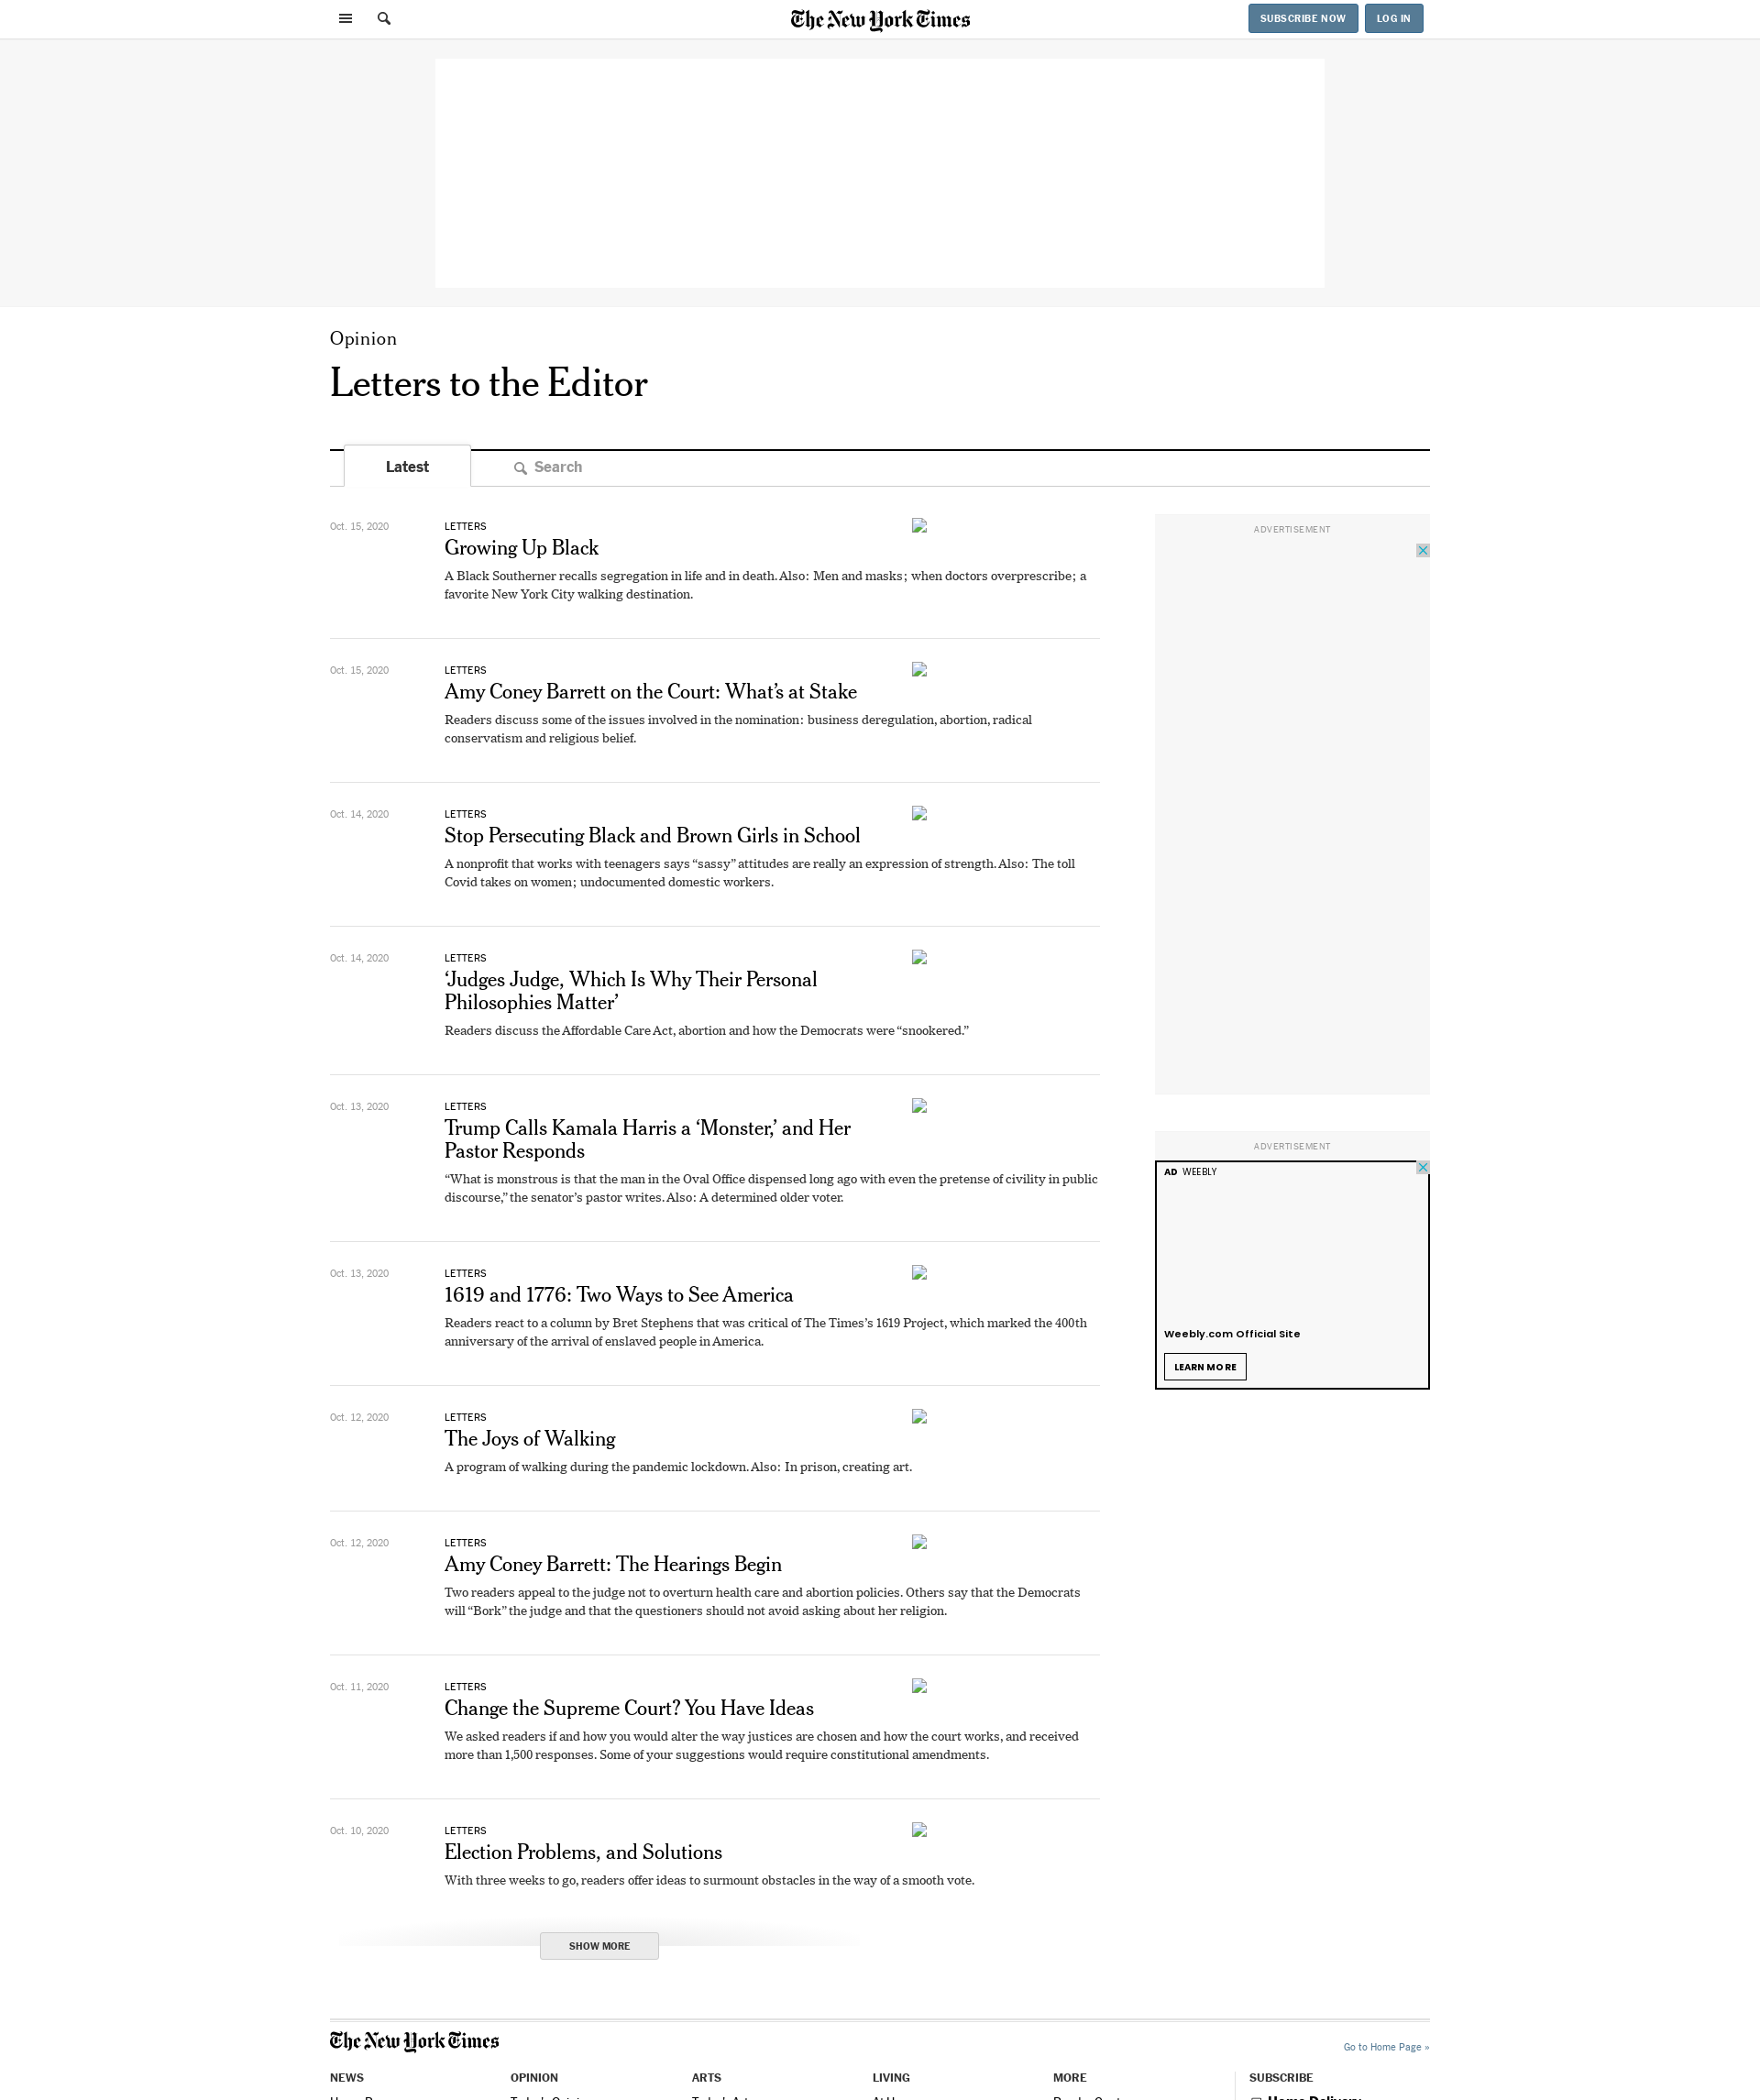 The New York Times
SUBSCRIBE NOW
LOG IN
Opinion
Letters to the Editor
Latest
Search
Oct. 15, 2020
LETTERS
Growing Up Black
A Black Southerner recalls segregation in life and in death. Also: Men and masks; when doctors overprescribe; a
favorite New York City walking destination.
Oct. 15, 2020
LETTERS
Amy Coney Barrett on the Court: What’s at Stake
Readers discuss some of the issues involved in the nomination: business deregulation, abortion, radical
conservatism and religious belief.
Oct. 14, 2020
LETTERS
Stop Persecuting Black and Brown Girls in School
A nonprofit that works with teenagers says “sassy” attitudes are really an expression of strength. Also: The toll
Covid takes on women; undocumented domestic workers.
Oct. 14, 2020
LETTERS
‘Judges Judge, Which Is Why Their Personal
Philosophies Matter’
Readers discuss the Affordable Care Act, abortion and how the Democrats were “snookered.”
Oct. 13, 2020
LETTERS
Trump Calls Kamala Harris a ‘Monster,’ and Her
Pastor Responds
“What is monstrous is that the man in the Oval Office dispensed long ago with even the pretense of civility in public
discourse,” the senator’s pastor writes. Also: A determined older voter.
Oct. 13, 2020
LETTERS
1619 and 1776: Two Ways to See America
Readers react to a column by Bret Stephens that was critical of The Times’s 1619 Project, which marked the 400th
anniversary of the arrival of enslaved people in America.
Oct. 12, 2020
LETTERS
The Joys of Walking
A program of walking during the pandemic lockdown. Also: In prison, creating art.
Oct. 12, 2020
LETTERS
Amy Coney Barrett: The Hearings Begin
Two readers appeal to the judge not to overturn health care and abortion policies. Others say that the Democrats
will “Bork” the judge and that the questioners should not avoid asking about her religion.
Oct. 11, 2020
LETTERS
Change the Supreme Court? You Have Ideas
We asked readers if and how you would alter the way justices are chosen and how the court works, and received
more than 1,500 responses. Some of your suggestions would require constitutional amendments.
Oct. 10, 2020
LETTERS
Election Problems, and Solutions
With three weeks to go, readers offer ideas to surmount obstacles in the way of a smooth vote.
SHOW MORE
ADVERTISEMENT
ADVERTISEMENT
AD WEEBLY
Weebly.com Official Site
LEARN MORE
The New York Times
Go to Home Page »
NEWS
OPINION
ARTS
LIVING
MORE
SUBSCRIBE
Home Delivery